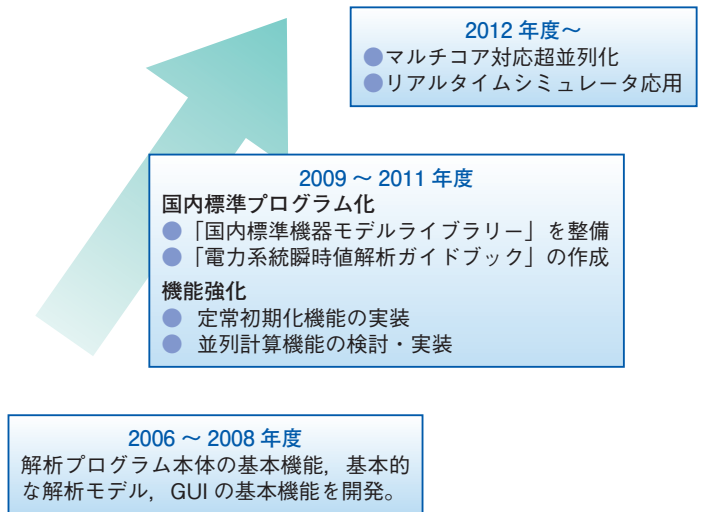 2012 年度～
●マルチコア対応超並列化
●リアルタイムシミュレータ応用
2009 ～ 2011 年度
国内標準プログラム化
●「国内標準機器モデルライブラリー」を整備
●「電力系統瞬時値解析ガイドブック」の作成
機能強化
● 定常初期化機能の実装
● 並列計算機能の検討・実装
2006 ～ 2008 年度
解析プログラム本体の基本機能，基本的
な解析モデル，GUI の基本機能を開発。